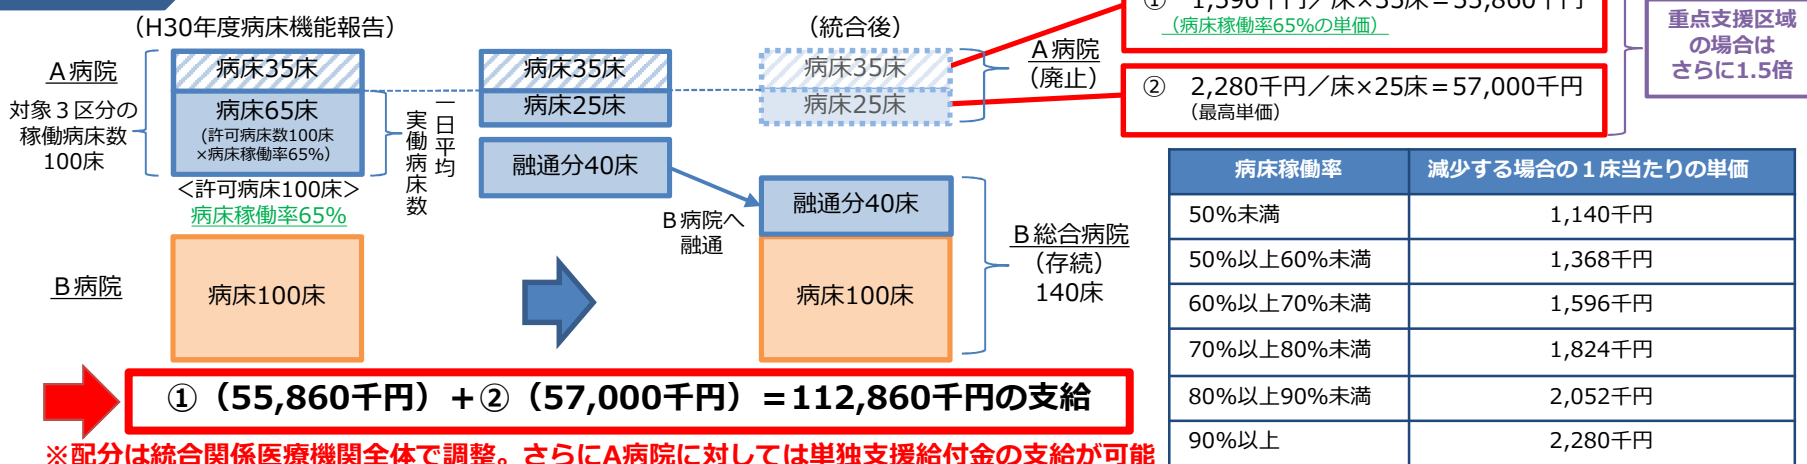 ① 1,596千円／床×35床＝55,860千円
（病床稼働率65%の単価）
② 2,280千円／床×25床＝57,000千円
（最高単価）
重点支援区域
の場合は
さらに1.5倍
（H30年度病床機能報告）
（統合後）
Ａ病院
対象３区分の
稼働病床数
100床
病床35床
病床65床
（許可病床数100床
×病床稼働率65%）
＜許可病床100床＞
病床稼働率65%
一日平均
実働病床数
病床35床
病床25床
融通分40床
Ｂ病院へ
融通
病床35床
病床25床
Ａ病院
（廃止）
融通分40床
病床100床
Ｂ総合病院
（存続）
140床
Ｂ病院
病床100床
病床稼働率 減少する場合の１床当たりの単価
50%未満 1,140千円
50%以上60%未満 1,368千円
60%以上70%未満 1,596千円
70%以上80%未満 1,824千円
80%以上90%未満 2,052千円
90%以上 2,280千円
①（55,860千円）＋②（57,000千円）＝112,860千円の支給
※配分は統合関係医療機関全体で調整。さらにA病院に対しては単独支援給付金の支給が可能